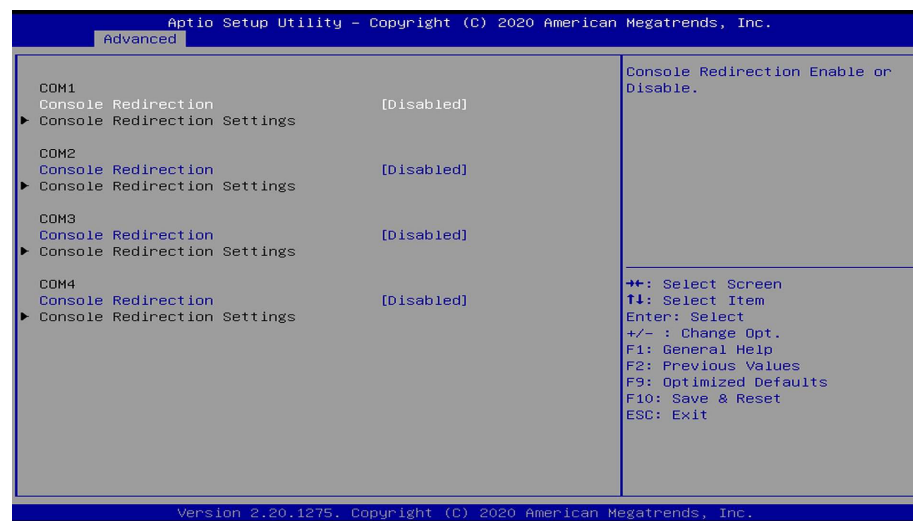 Aptio Setup Utility – Copyright (C) 2020 American Megatrends, Inc.
Advanced
COM1
Console Redirection [Disabled]
► Console Redirection Settings
COM2
Console Redirection [Disabled]
► Console Redirection Settings
COM3
Console Redirection [Disabled]
► Console Redirection Settings
COM4
Console Redirection [Disabled]
► Console Redirection Settings
Console Redirection Enable or
Disable.
→←: Select Screen
↑↓: Select Item
Enter: Select
+/- : Change Opt.
F1: General Help
F2: Previous Values
F9: Optimized Defaults
F10: Save & Reset
ESC: Exit
Version 2.20.1275. Copyright (C) 2020 American Megatrends, Inc.